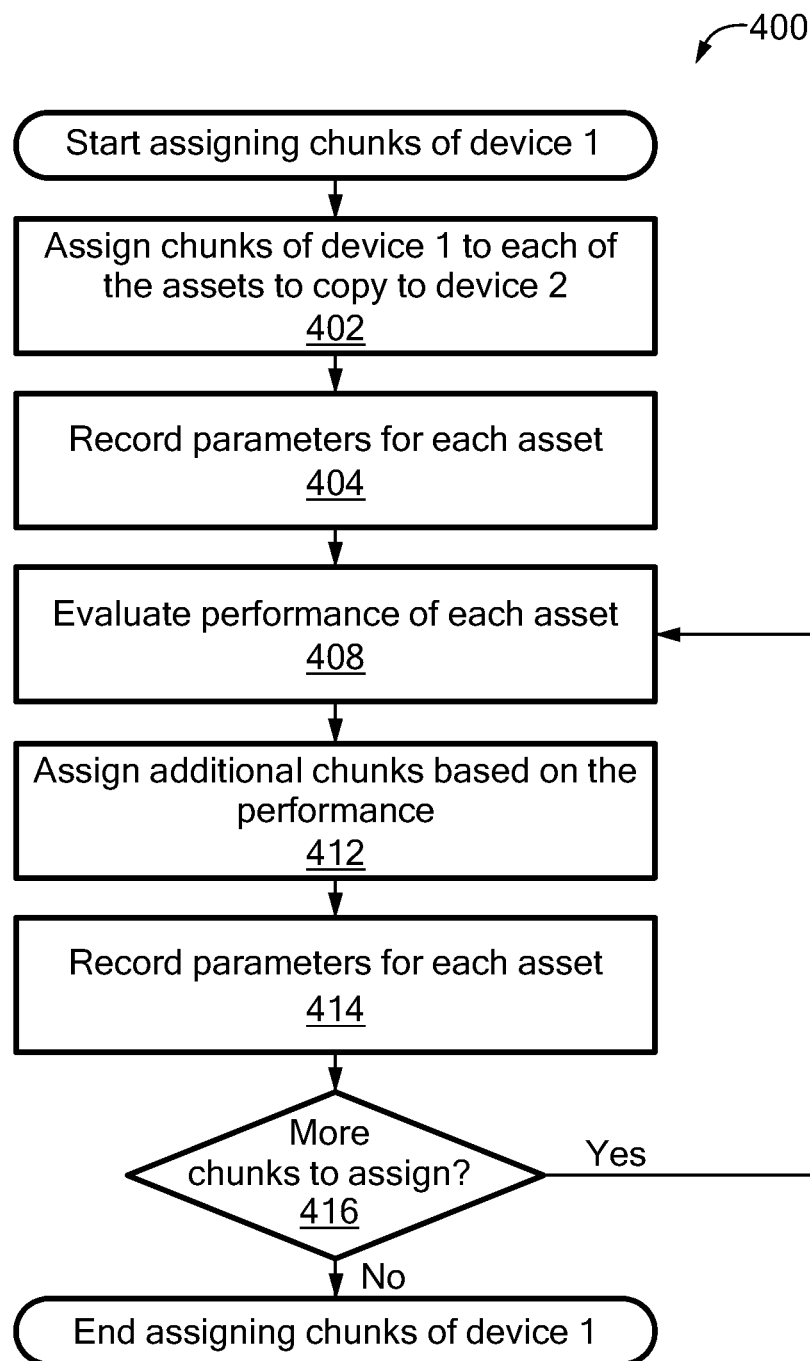 400
Start assigning chunks of device 1
Assign chunks of device 1 to each of
the assets to copy to device 2
402
Record parameters for each asset
404
Evaluate performance of each asset
408
Assign additional chunks based on the
performance
412
Record parameters for each asset
414
More
chunks to assign?
416
Yes
No
End assigning chunks of device 1